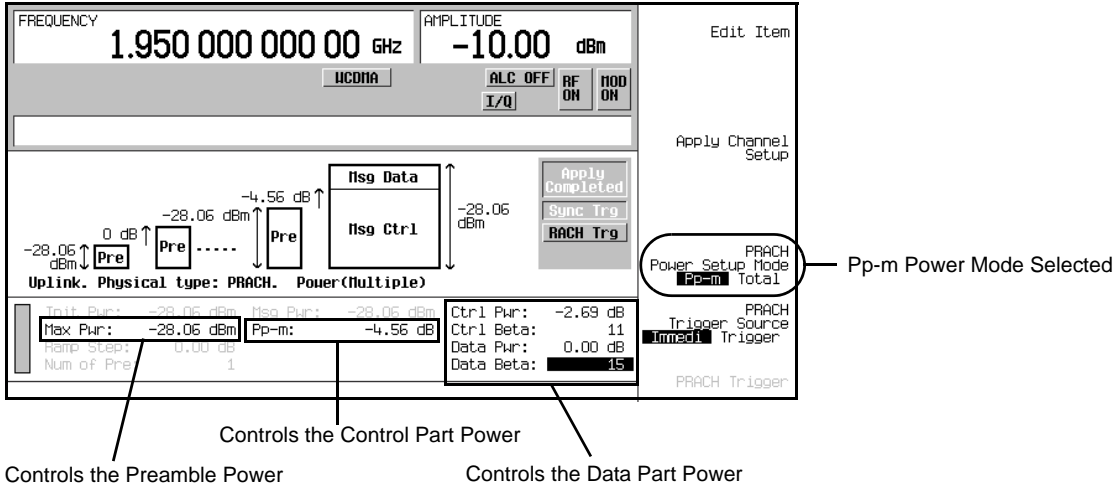 FREQUENCY
1.950 000 000 00 GHz
AMPLITUDE
-10.00 dBm
WCDMA
ALC OFF
I/Q
RF ON
MOD ON
Edit Item
Apply Channel
Setup
PRACH
Power Setup Mode
Pp-m Total
PRACH
Trigger Source
Immedi Trigger
PRACH Trigger
Pp-m Power Mode Selected
Msg Data
Msg Ctrl
-28.06
dBm
-4.56 dB
Pre
-28.06 dBm
Pre
.....
0 dB
-28.06
dBm
Pre
Apply
Completed
Sync Trg
RACH Trg
Uplink. Physical type: PRACH. Power(Multiple)
Init Pwr: -28.06 dBm Msg Pwr: -28.06 dBm Ctrl Pwr: -2.69 dB
Max Pwr: -28.06 dBm Pp-m: -4.56 dB Ctrl Beta: 11
Ramp Step: 0.00 dB Data Pwr: 0.00 dB
Num of Pre: 1 Data Beta: 15
Controls the Control Part Power
Controls the Preamble Power
Controls the Data Part Power